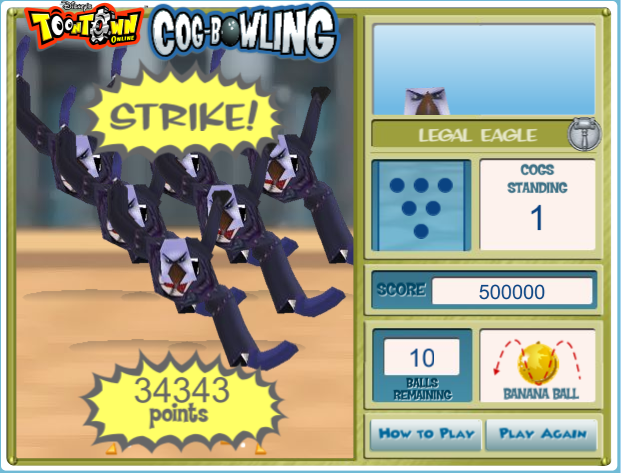 Disney's
TOONTOWN
ONLINE
COG-BOWLING
STRIKE!
34343
points
LEGAL EAGLE
COGS
STANDING
1
SCORE 500000
10
BALLS
REMAINING
BANANA BALL
HOW TO PLAY
PLAY AGAIN